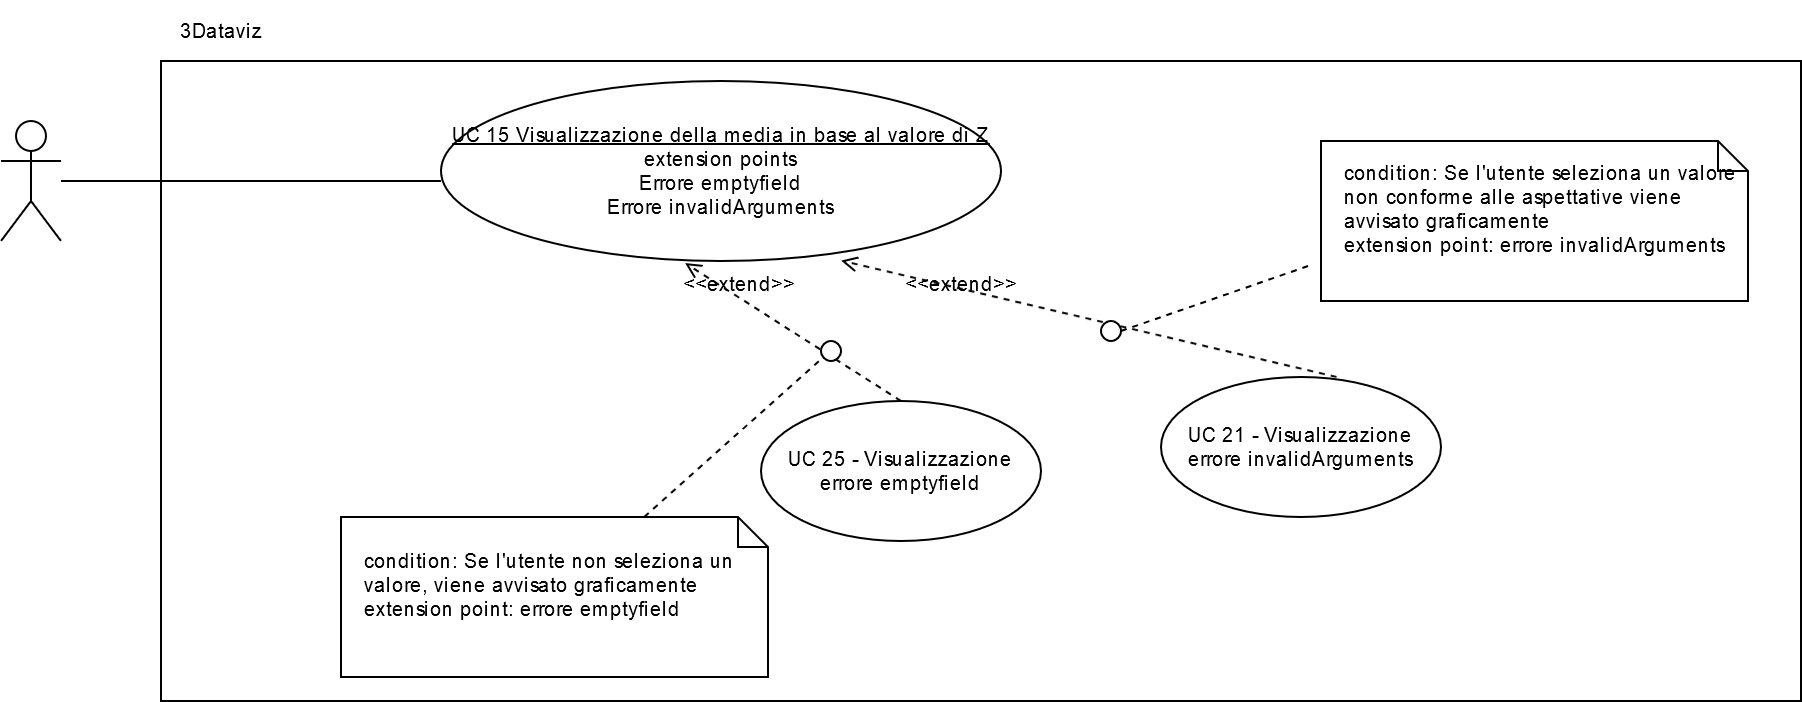 3Dataviz
UC 15 Visualizzazione della media in base al valore di Z
extension points
Errore emptyfield
Errore invalidArguments
condition: Se l'utente seleziona un valore
non conforme alle aspettative viene
avvisato graficamente
extension point: errore invalidArguments
<<extend>>
<<extend>>
UC 21 - Visualizzazione
errore invalidArguments
UC 25 - Visualizzazione
errore emptyfield
condition: Se l'utente non seleziona un
valore, viene avvisato graficamente
extension point: errore emptyfield